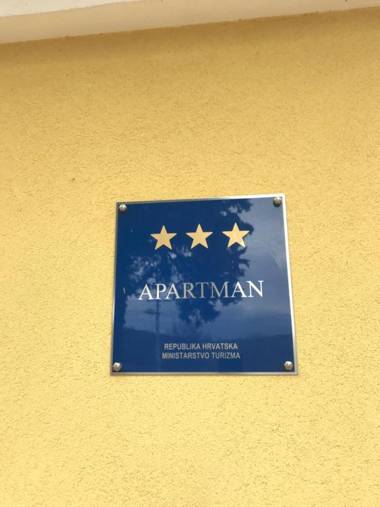 APARTMAN
REPUBLIKA HRVATSKA
MINISTARSTVO TURIZMA